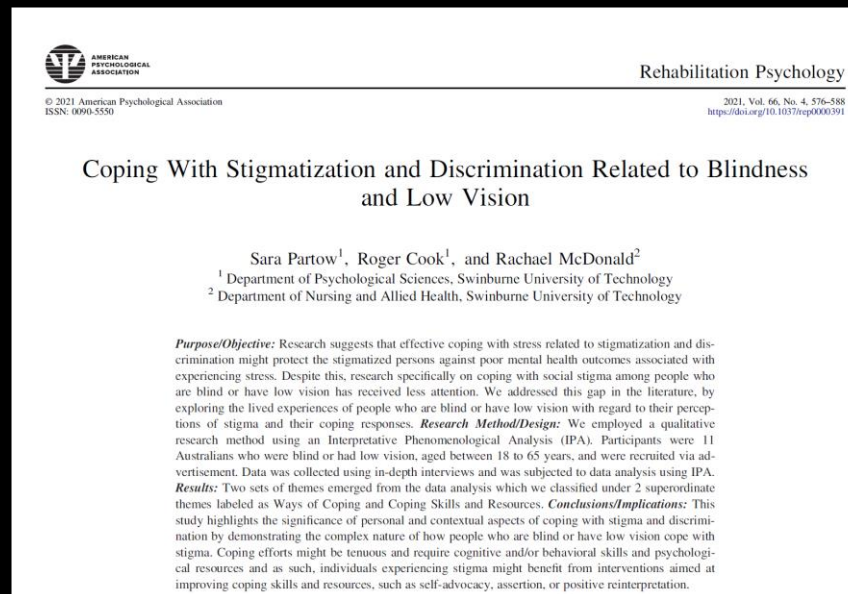 AMERICAN
PSYCHOLOGICAL
ASSOCIATION
Rehabilitation Psychology
© 2021 American Psychological Association
ISSN: 0090-5550
2021, Vol. 66, No. 4, 576–588
https://doi.org/10.1037/rep0000391
Coping With Stigmatization and Discrimination Related to Blindness
and Low Vision
Sara Partow1, Roger Cook1, and Rachael McDonald2
1 Department of Psychological Sciences, Swinburne University of Technology
2 Department of Nursing and Allied Health, Swinburne University of Technology
Purpose/Objective: Research suggests that effective coping with stress related to stigmatization and dis-
crimination might protect the stigmatized persons against poor mental health outcomes associated with
experiencing stress. Despite this, research specifically on coping with social stigma among people who
are blind or have low vision has received less attention. We addressed this gap in the literature, by
exploring the lived experiences of people who are blind or have low vision with regard to their percep-
tions of stigma and their coping responses. Research Method/Design: We employed a qualitative
research method using an Interpretative Phenomenological Analysis (IPA). Participants were 11
Australians who were blind or had low vision, aged between 18 to 65 years, and were recruited via ad-
vertisement. Data was collected using in-depth interviews and was subjected to data analysis using IPA.
Results: Two sets of themes emerged from the data analysis which we classified under 2 superordinate
themes labeled as Ways of Coping and Coping Skills and Resources. Conclusions/Implications: This
study highlights the significance of personal and contextual aspects of coping with stigma and discrimi-
nation by demonstrating the complex nature of how people who are blind or have low vision cope with
stigma. Coping efforts might be tenuous and require cognitive and/or behavioral skills and psychologi-
cal resources and as such, individuals experiencing stigma might benefit from interventions aimed at
improving coping skills and resources, such as self-advocacy, assertion, or positive reinterpretation.